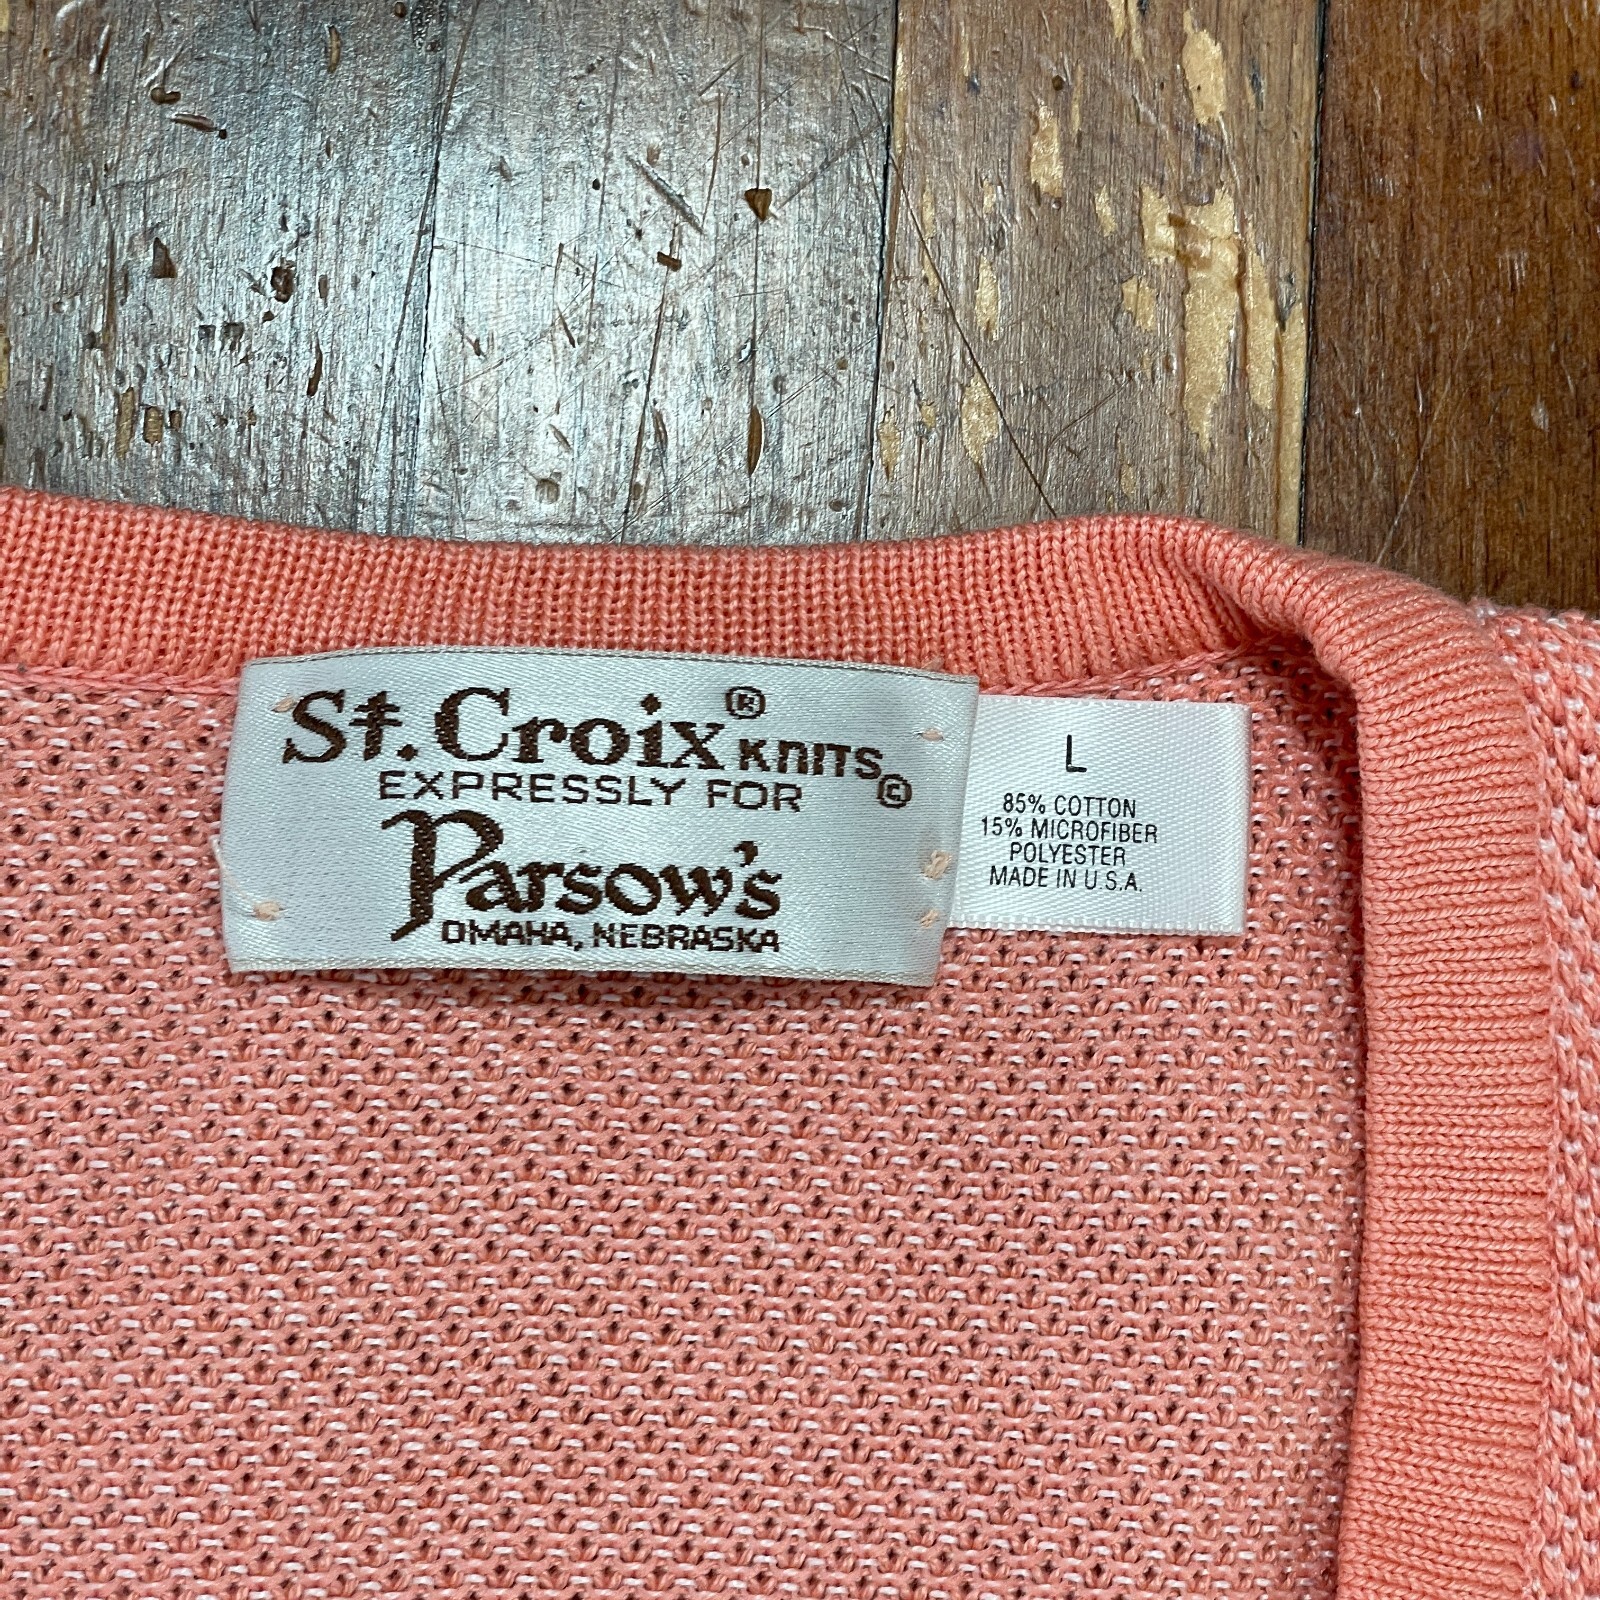 St. Croix® KNITS©
EXPRESSLY FOR
Parsow's
OMAHA, NEBRASKA
L
85% COTTON
15% MICROFIBER
POLYESTER
MADE IN U.S.A.